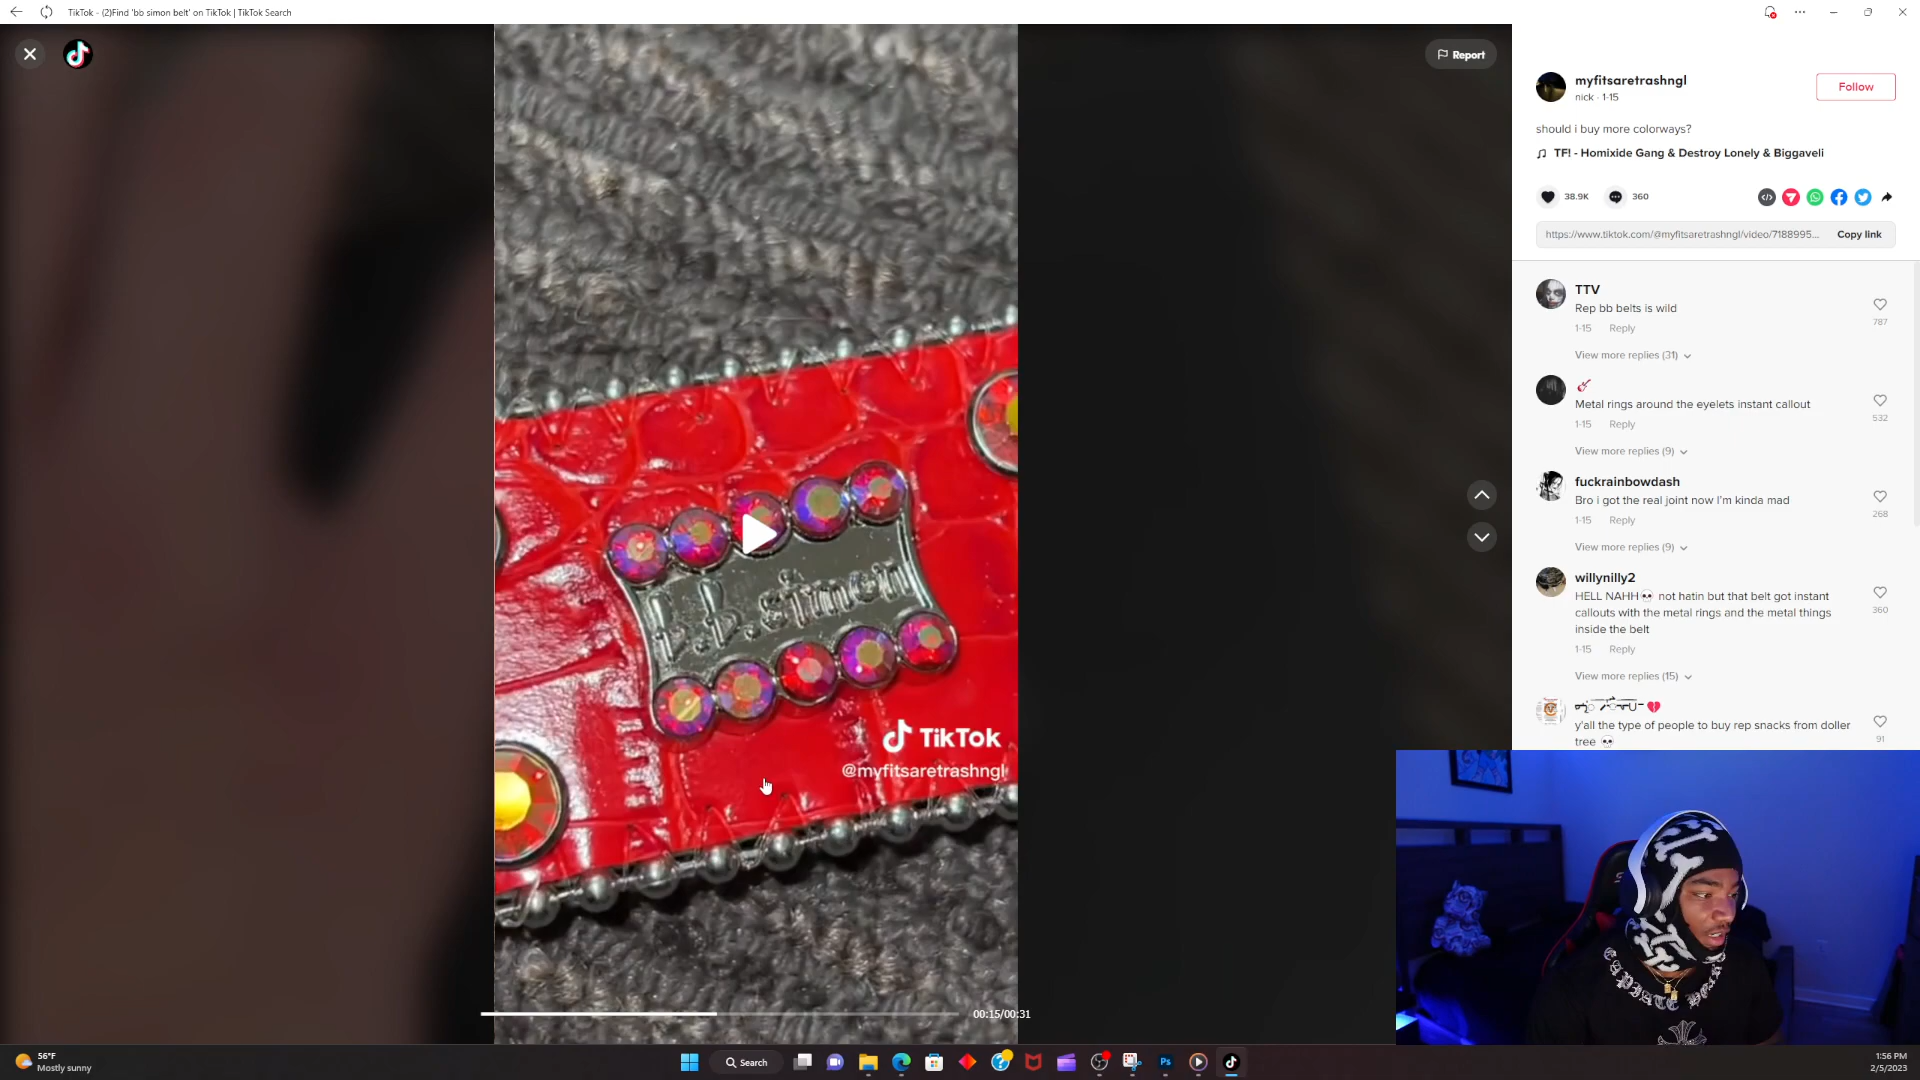 TikTok - (2)Find 'bb simon belt' on TikTok | TikTok Search
Report
myfitsaretrashngl
nick · 1-15
Follow
should i buy more colorways?
TF! - Homixide Gang & Destroy Lonely & Biggaveli
38.9K
360
https://www.tiktok.com/@myfitsaretrashngl/video/7188995...
Copy link
TTV
Rep bb belts is wild
1-15 Reply
787
View more replies (31)
Metal rings around the eyelets instant callout
1-15 Reply
532
View more replies (9)
fuckrainbowdash
Bro i got the real joint now I'm kinda mad
1-15 Reply
268
View more replies (9)
willynilly2
HELL NAHH💀 not hatin but that belt got instant
callouts with the metal rings and the metal things
inside the belt
1-15 Reply
360
View more replies (15)
y'all the type of people to buy rep snacks from doller
tree 💀
91
b.b.simon
TikTok
@myfitsaretrashngl
00:15/00:31
56°F
Mostly sunny
Search
Ps
1:56 PM
2/5/2023